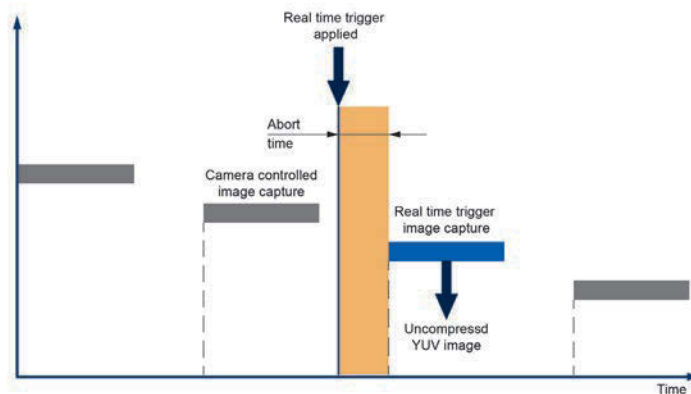 Real time trigger
applied
Abort
time
Camera controlled
image capture
Real time trigger
image capture
Uncompressd
YUV image
Time